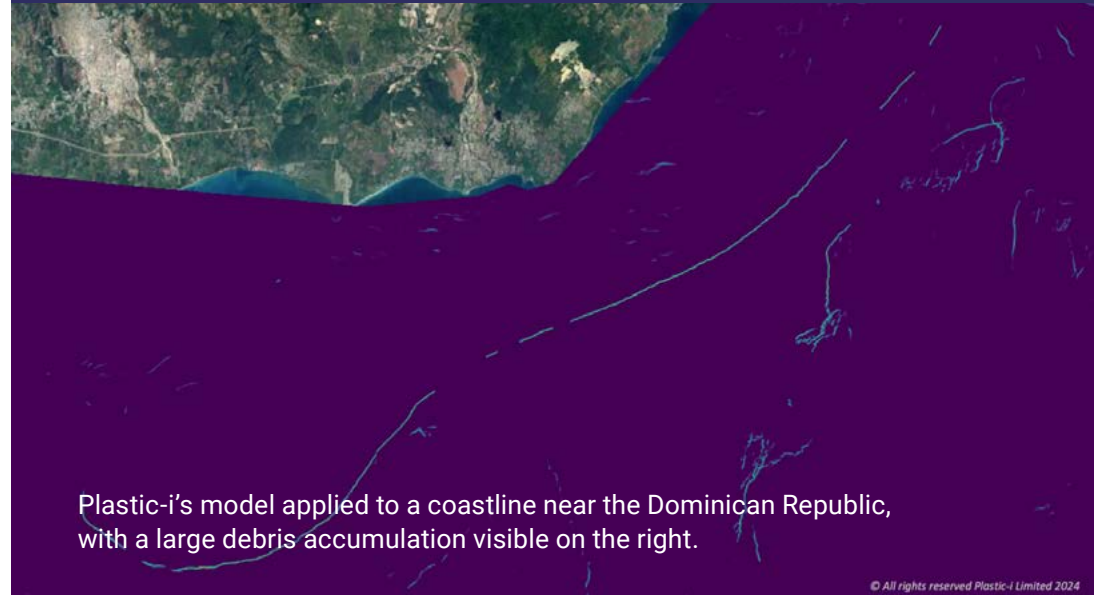 Plastic-i’s model applied to a coastline near the Dominican Republic,
with a large debris accumulation visible on the right.
© All rights reserved Plastic-i Limited 2024